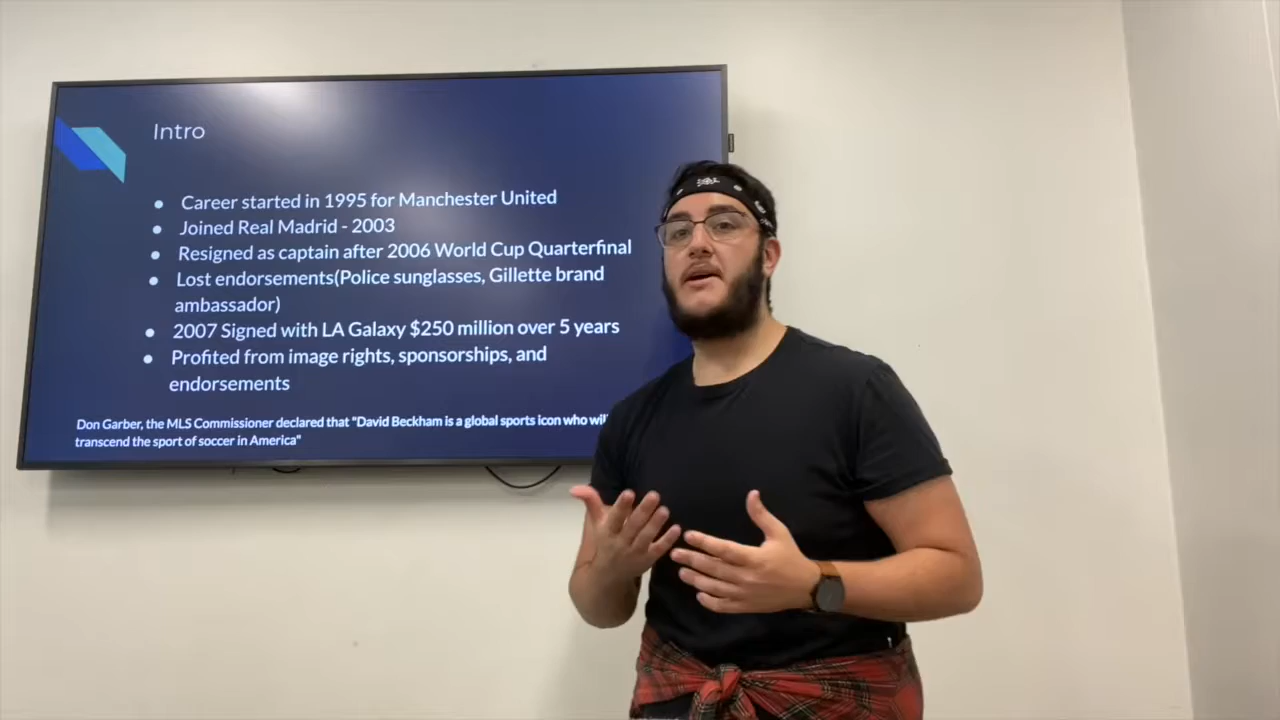 Intro
● Career started in 1995 for Manchester United
● Joined Real Madrid - 2003
● Resigned as captain after 2006 World Cup Quarterfinal
● Lost endorsements(Police sunglasses, Gillette brand
ambassador)
● 2007 Signed with LA Galaxy $250 million over 5 years
● Profited from image rights, sponsorships, and
endorsements
Don Garber, the MLS Commissioner declared that "David Beckham is a global sports icon who will
transcend the sport of soccer in America"